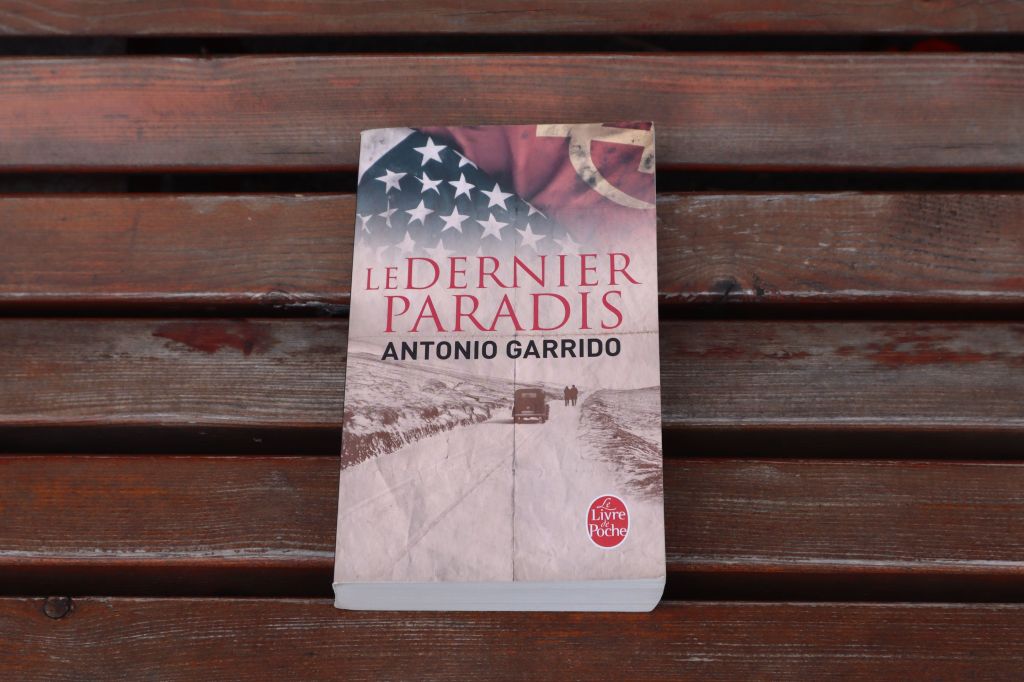 LE DERNIER
PARADIS
ANTONIO GARRIDO
Le
Livre
de
Poche